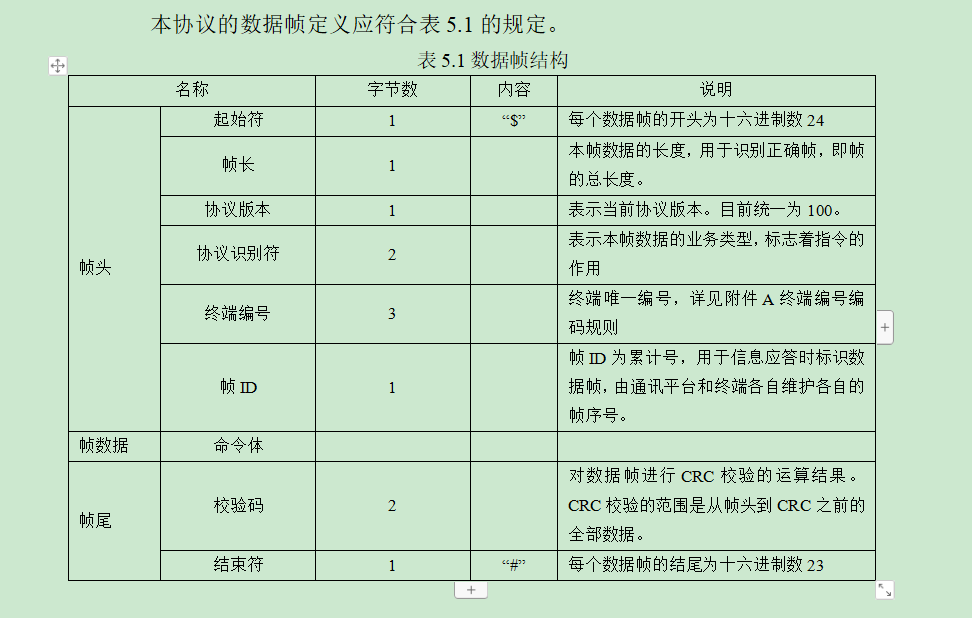 本协议的数据帧定义应符合表 5.1 的规定。
表 5.1 数据帧结构
名称 字节数 内容 说明
帧头
起始符 1 “$” 每个数据帧的开头为十六进制数 24
帧长 1 本帧数据的长度，用于识别正确帧，即帧
的总长度。
协议版本 1 表示当前协议版本。目前统一为 100。
协议识别符 2 表示本帧数据的业务类型，标志着指令的
作用
终端编号 3 终端唯一编号，详见附件 A 终端编号编
码规则
帧 ID 1 帧 ID 为累计号，用于信息应答时标识数
据帧，由通讯平台和终端各自维护各自的
帧序号。
帧数据 命令体
帧尾
校验码 2 对数据帧进行 CRC 校验的运算结果。
CRC 校验的范围是从帧头到 CRC 之前的
全部数据。
结束符 1 “#” 每个数据帧的结尾为十六进制数 23